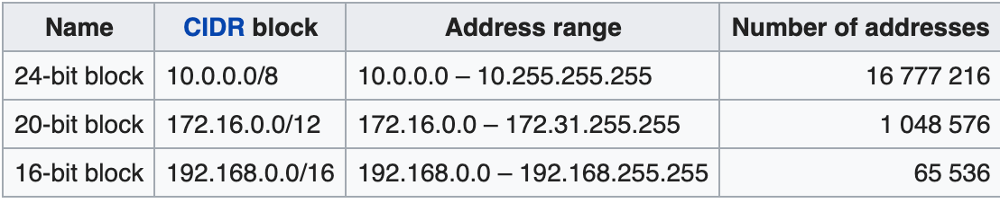 Name CIDR block Address range Number of addresses
24-bit block 10.0.0.0/8 10.0.0.0 – 10.255.255.255 16 777 216
20-bit block 172.16.0.0/12 172.16.0.0 – 172.31.255.255 1 048 576
16-bit block 192.168.0.0/16 192.168.0.0 – 192.168.255.255 65 536